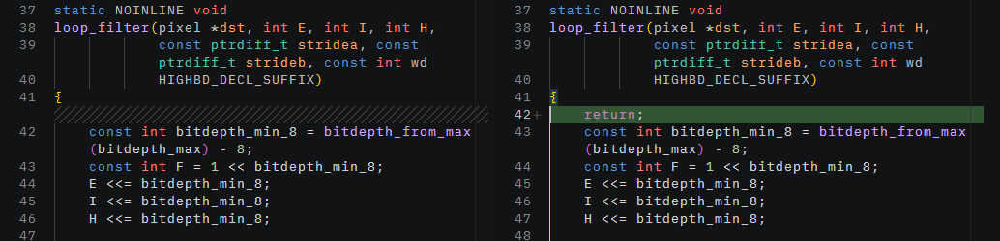 37 static NOINLINE void
38 loop_filter(pixel *dst, int E, int I, int H,
39 const ptrdiff_t stridea, const
ptrdiff_t strideb, const int wd
40 HIGHBD_DECL_SUFFIX)
41 {
42 const int bitdepth_min_8 = bitdepth_from_max
(bitdepth_max) - 8;
43 const int F = 1 << bitdepth_min_8;
44 E <<= bitdepth_min_8;
45 I <<= bitdepth_min_8;
46 H <<= bitdepth_min_8;
47
37 static NOINLINE void
38 loop_filter(pixel *dst, int E, int I, int H,
39 const ptrdiff_t stridea, const
ptrdiff_t strideb, const int wd
40 HIGHBD_DECL_SUFFIX)
41 {
42+ return;
43 const int bitdepth_min_8 = bitdepth_from_max
(bitdepth_max) - 8;
44 const int F = 1 << bitdepth_min_8;
45 E <<= bitdepth_min_8;
46 I <<= bitdepth_min_8;
47 H <<= bitdepth_min_8;
48